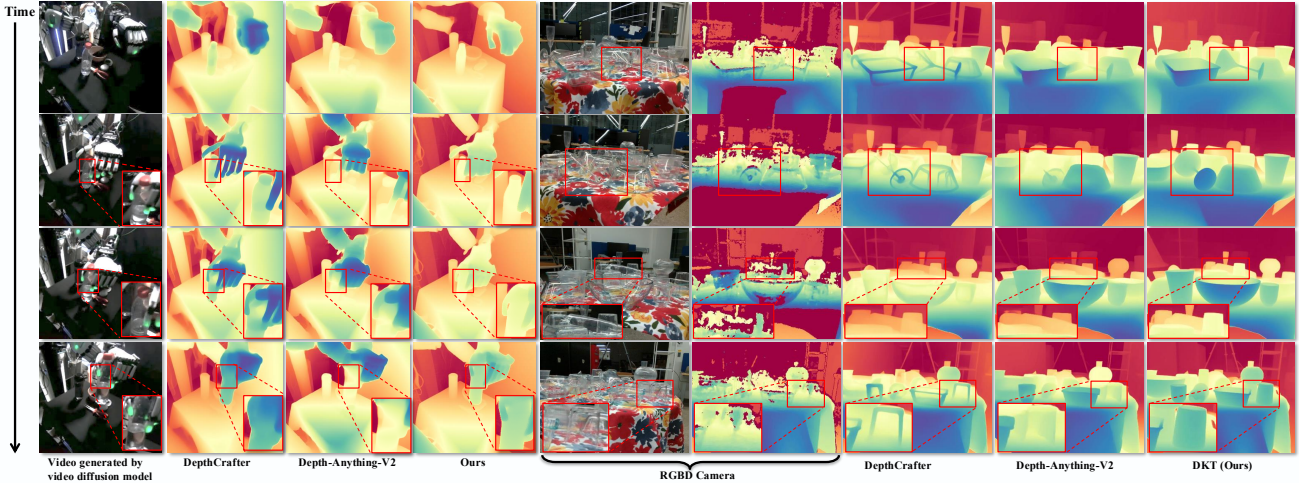 Time
Video generated by
video diffusion model
DepthCrafter
Depth-Anything-V2
Ours
RGBD Camera
DepthCrafter
Depth-Anything-V2
DKT (Ours)